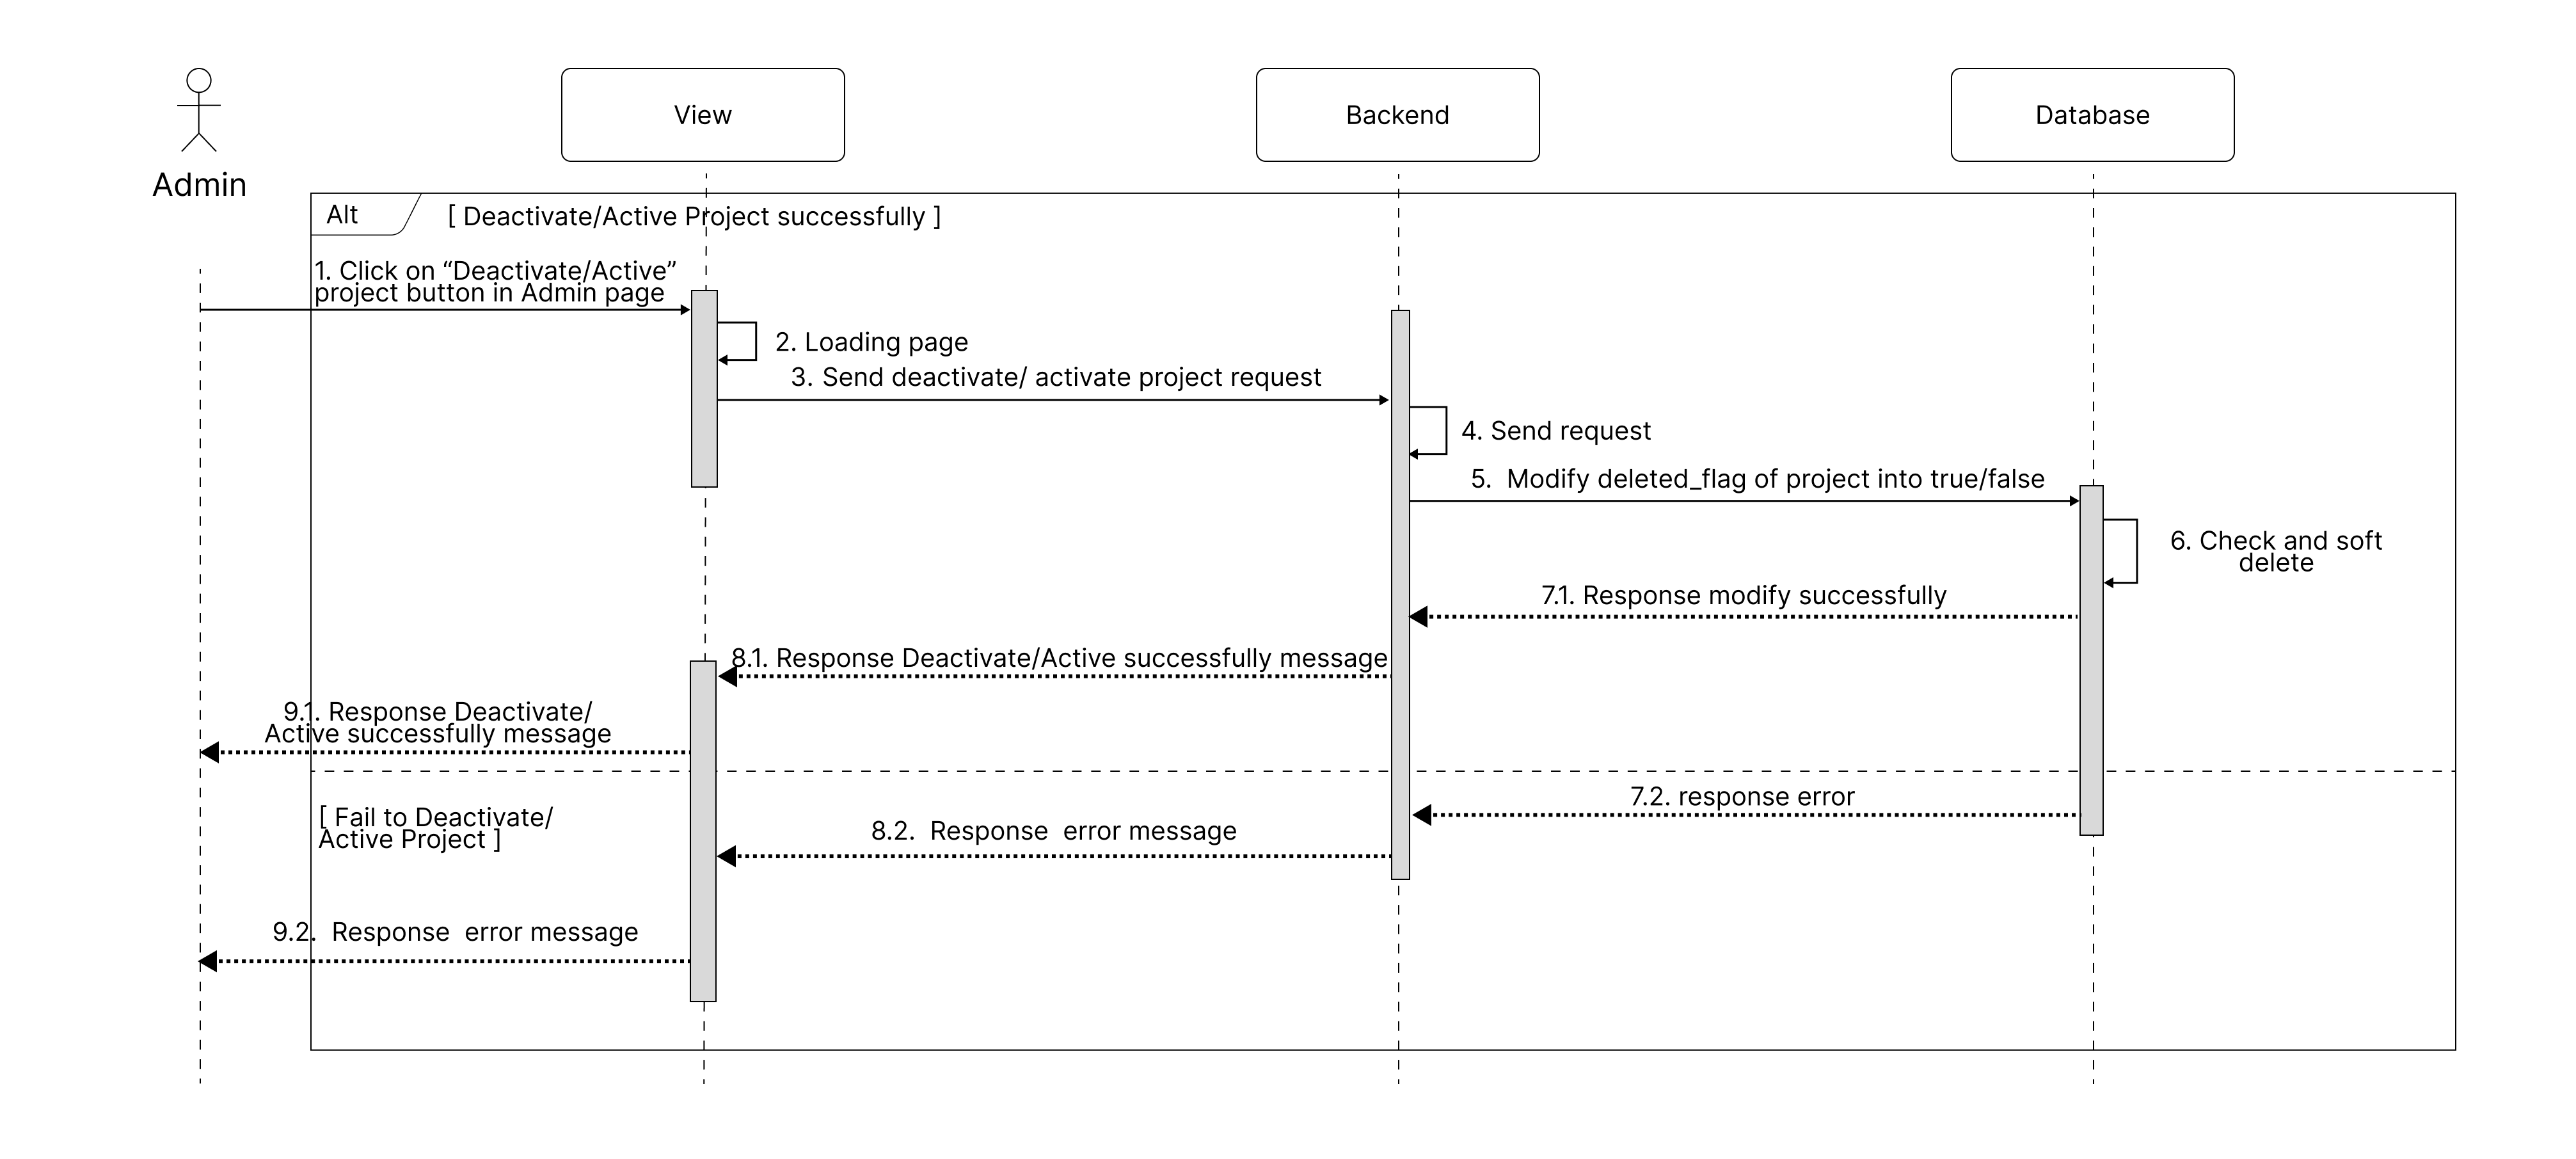 View
Backend
Database
Admin
Alt
[ Deactivate/Active Project successfully ]
1. Click on “Deactivate/Active”
project button in Admin page
2. Loading page
3. Send deactivate/ activate project request
4. Send request
5.  Modify deleted_flag of project into true/false
6. Check and soft
delete
7.1. Response modify successfully
8.1. Response Deactivate/Active successfully message
9.1. Response Deactivate/
Active successfully message
7.2. response error
[ Fail to Deactivate/
Active Project ]
8.2.  Response  error message
9.2.  Response  error message